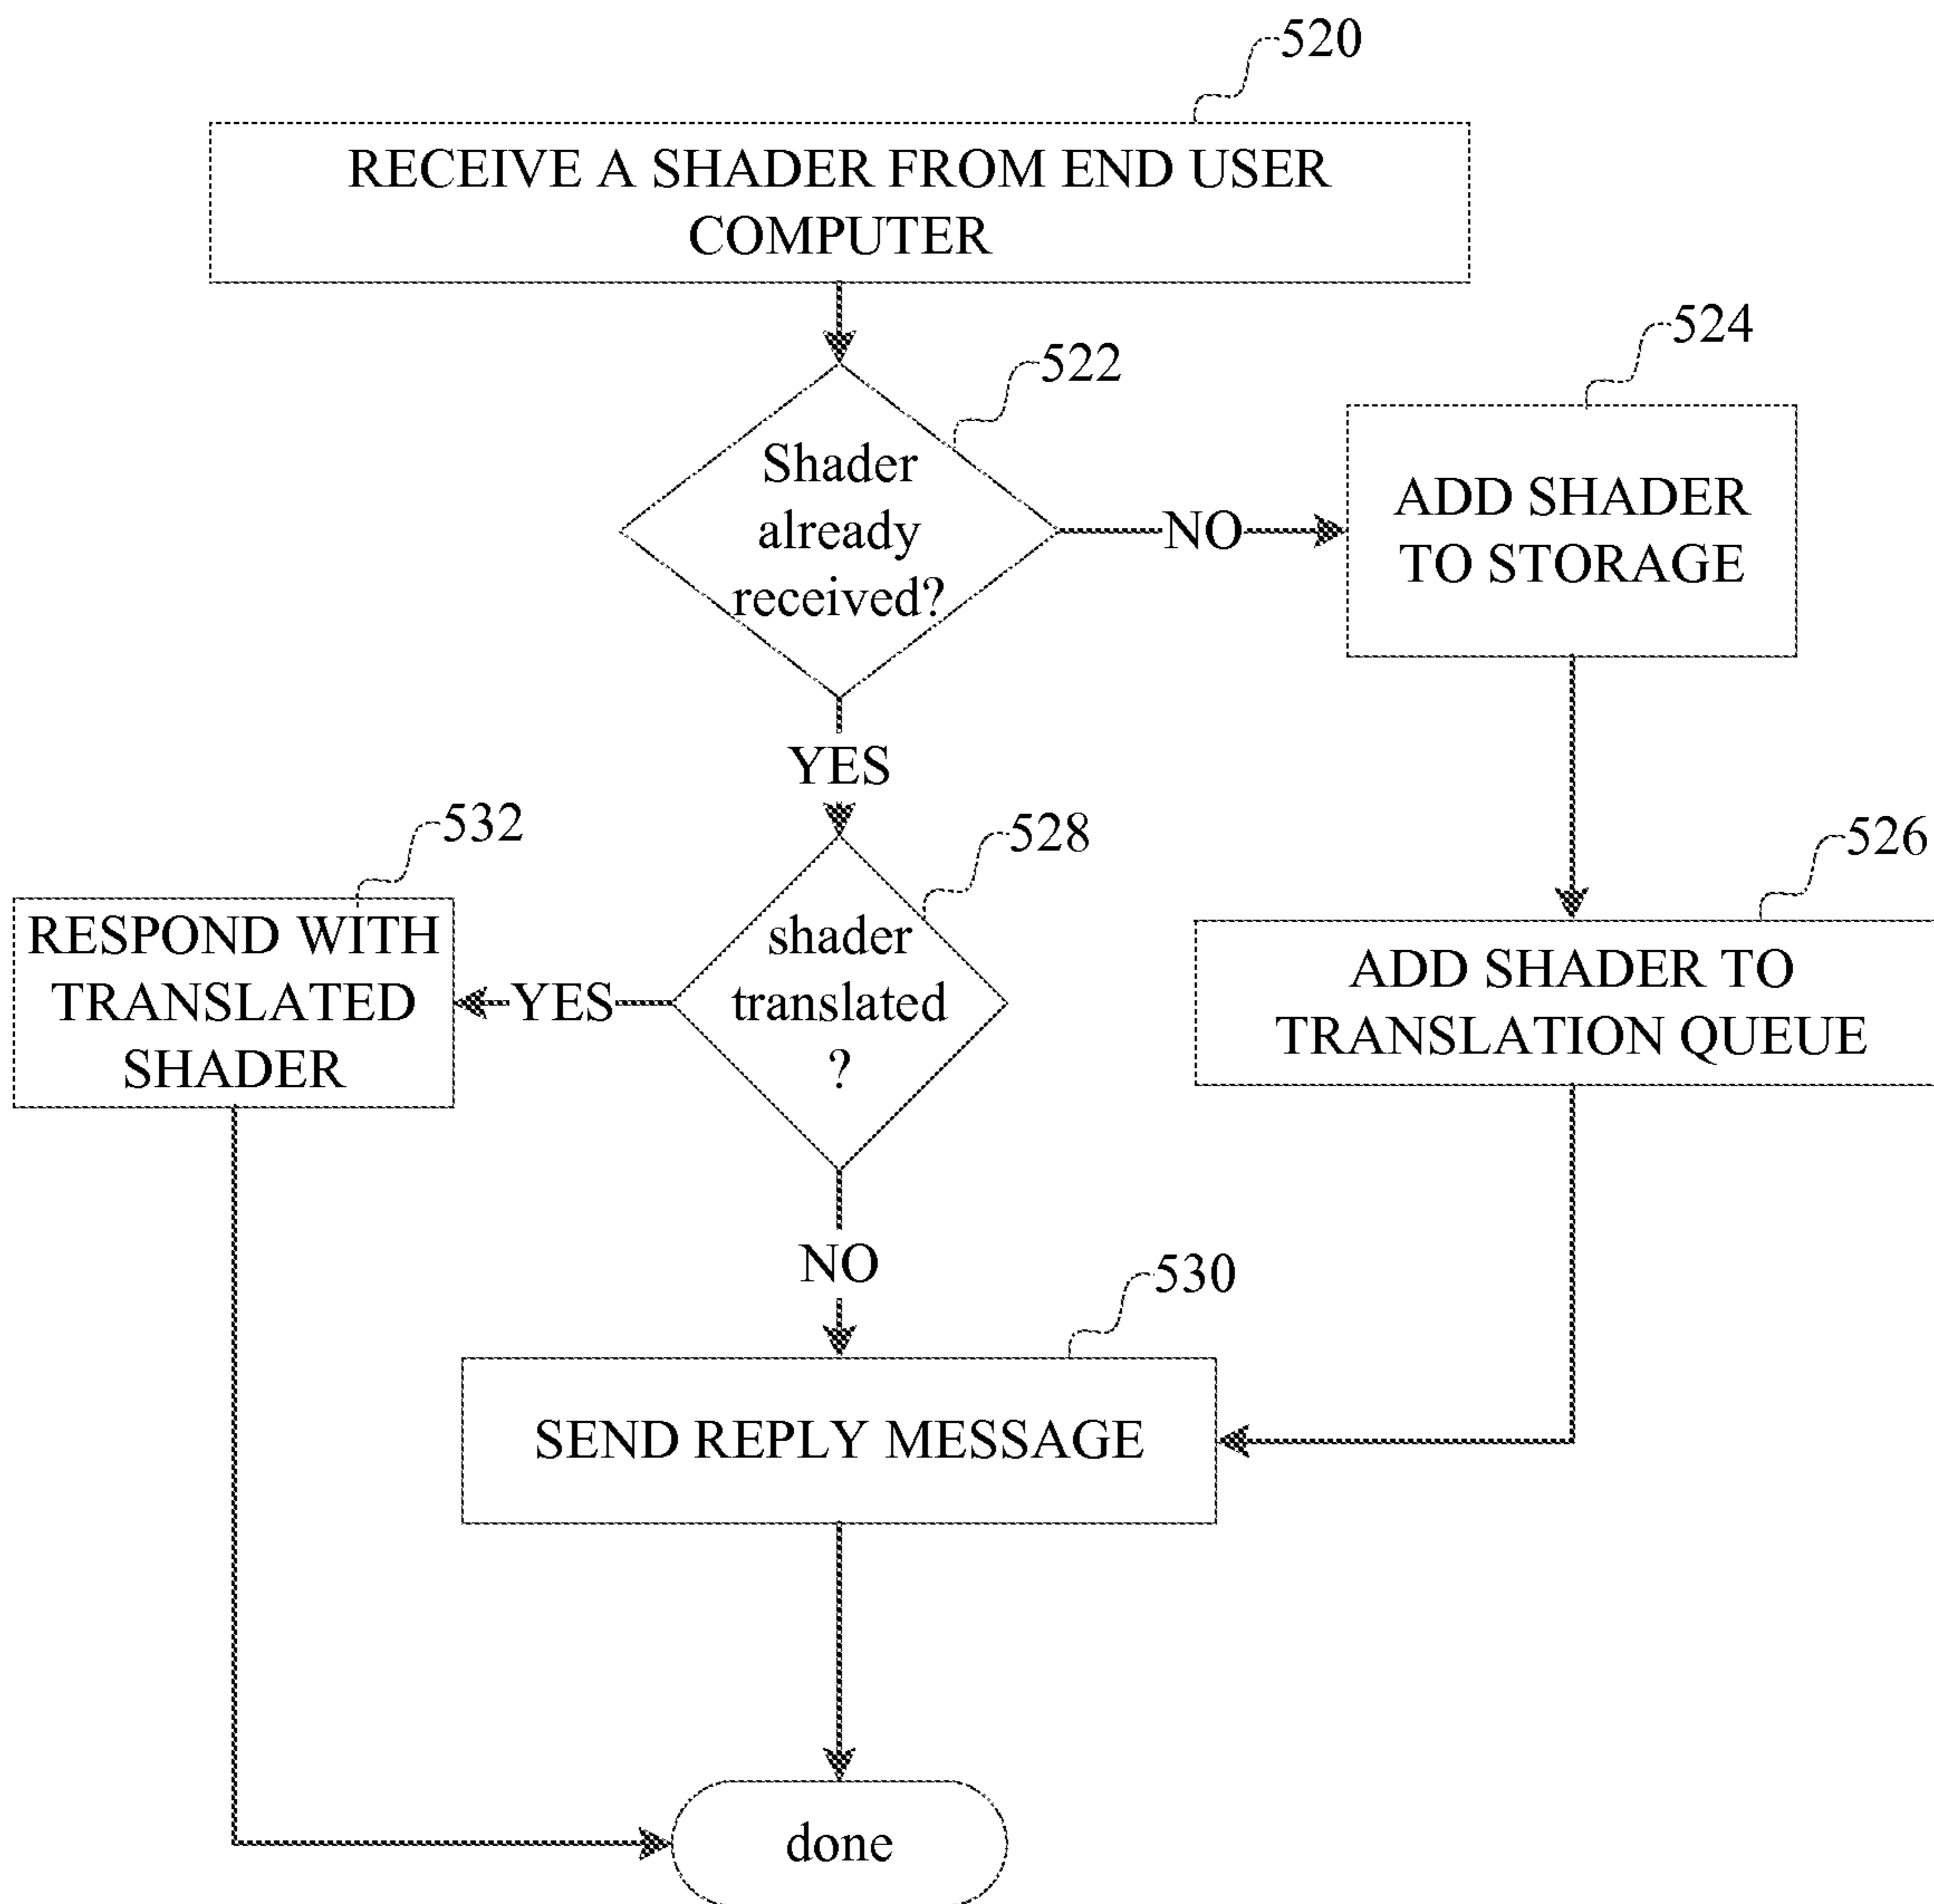 520
RECEIVE A SHADER FROM END USER
COMPUTER
522
Shader
already
received?
NO
524
ADD SHADER
TO STORAGE
YES
532
RESPOND WITH
TRANSLATED
SHADER
YES
528
shader
translated
?
526
ADD SHADER TO
TRANSLATION QUEUE
NO
530
SEND REPLY MESSAGE
done